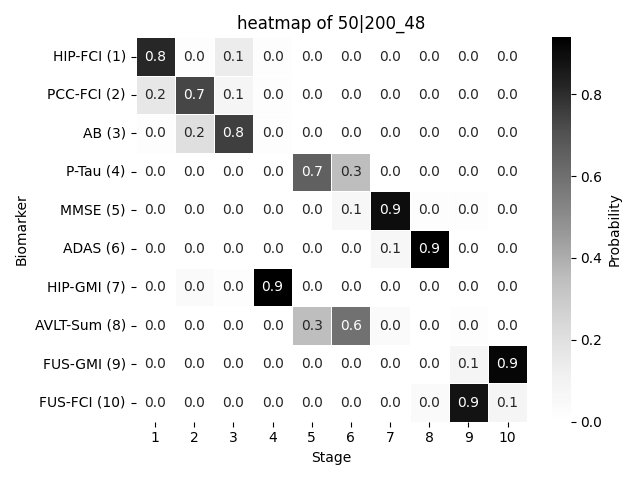 heatmap of 50|200_48
HIP-FCI (1) 0.8 0.0 0.1 0.0 0.0 0.0 0.0 0.0 0.0 0.0
PCC-FCI (2) 0.2 0.7 0.1 0.0 0.0 0.0 0.0 0.0 0.0 0.0
AB (3) 0.0 0.2 0.8 0.0 0.0 0.0 0.0 0.0 0.0 0.0
P-Tau (4) 0.0 0.0 0.0 0.0 0.7 0.3 0.0 0.0 0.0 0.0
MMSE (5) 0.0 0.0 0.0 0.0 0.0 0.1 0.9 0.0 0.0 0.0
ADAS (6) 0.0 0.0 0.0 0.0 0.0 0.0 0.1 0.9 0.0 0.0
HIP-GMI (7) 0.0 0.0 0.0 0.9 0.0 0.0 0.0 0.0 0.0 0.0
AVLT-Sum (8) 0.0 0.0 0.0 0.0 0.3 0.6 0.0 0.0 0.0 0.0
FUS-GMI (9) 0.0 0.0 0.0 0.0 0.0 0.0 0.0 0.0 0.1 0.9
FUS-FCI (10) 0.0 0.0 0.0 0.0 0.0 0.0 0.0 0.0 0.9 0.1
1 2 3 4 5 6 7 8 9 10
Stage
Biomarker
0.8
0.6
0.4
0.2
0.0
Probability